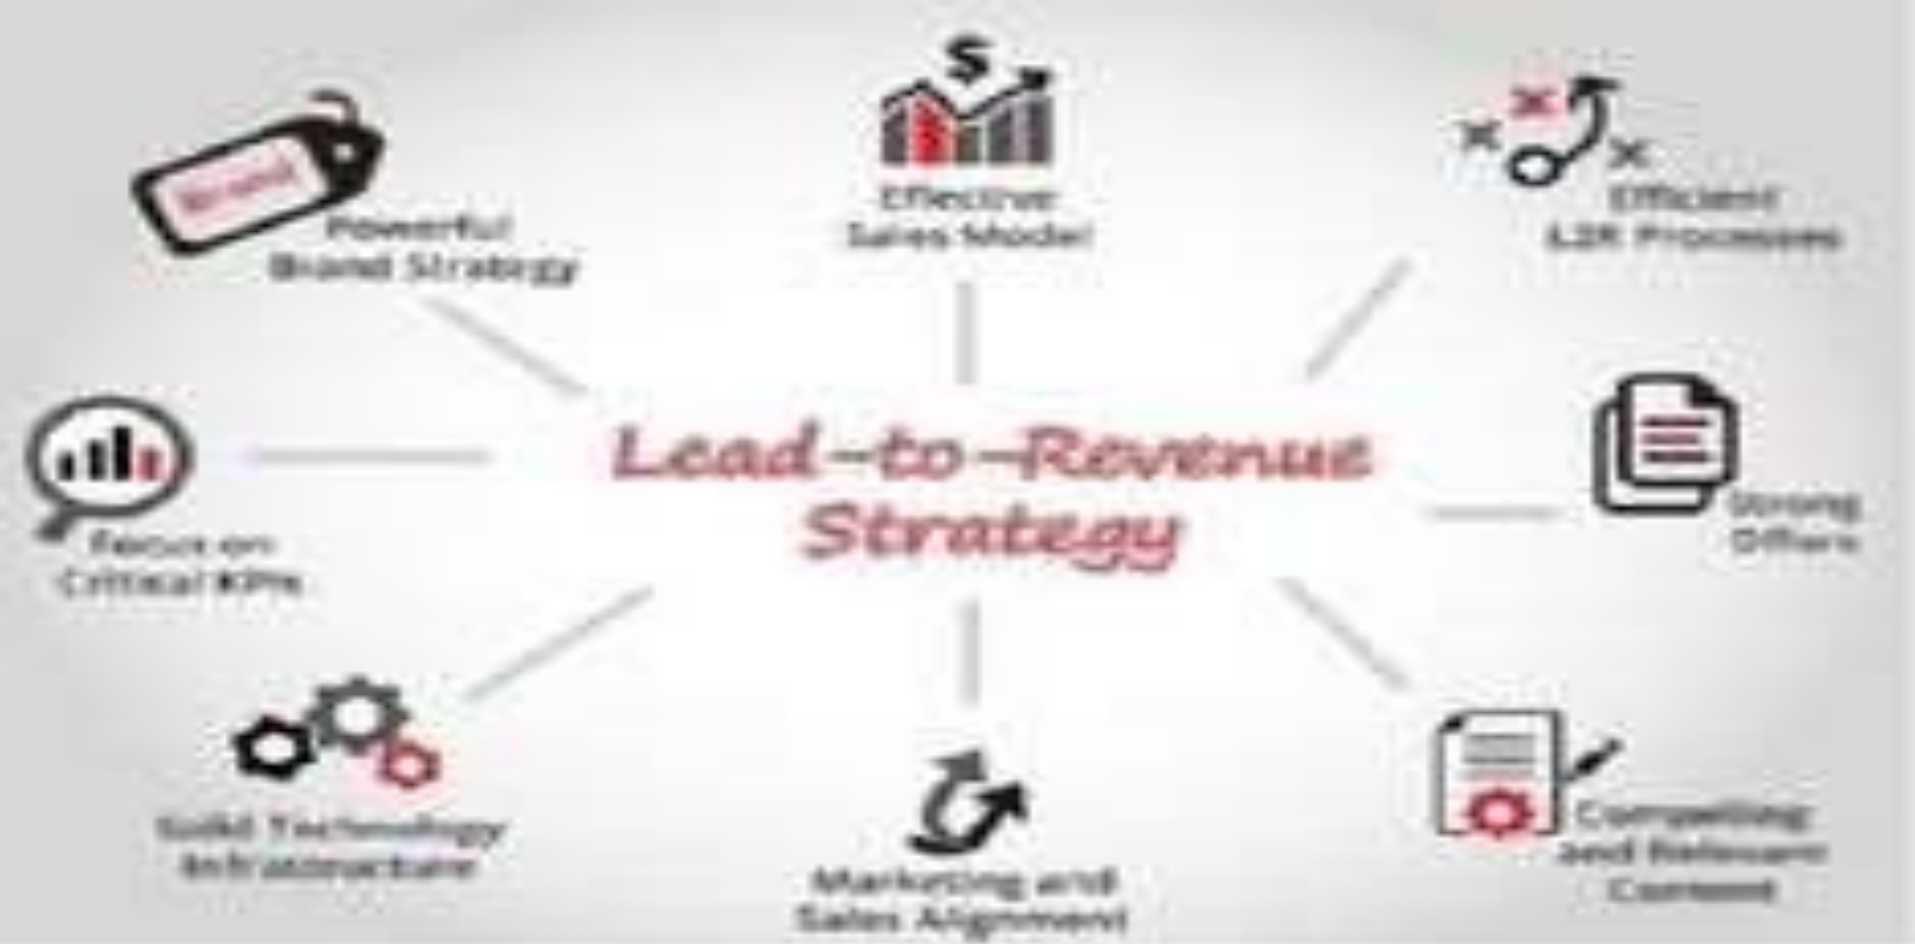 Brand
Powerful
Brand Strategy
Effective
Sales Model
Efficient
L2R Processes
Focus on
Critical KPIs
Lead-to-Revenue
Strategy
Strong
Offers
Solid Technology
Infrastructure
Marketing and
Sales Alignment
Compelling
and Relevant
Content